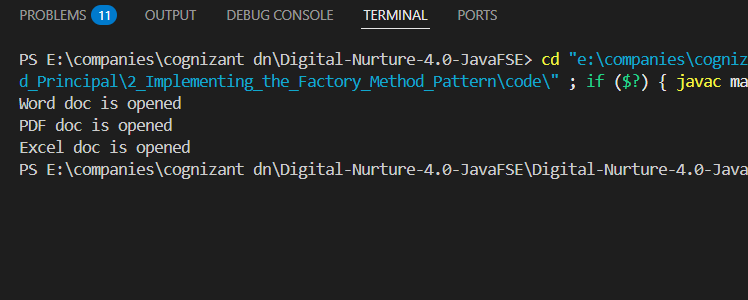 PROBLEMS 11 OUTPUT DEBUG CONSOLE TERMINAL PORTS
PS E:\companies\cognizant dn\Digital-Nurture-4.0-JavaFSE> cd "e:\companies\cogniz
d_Principal\2_Implementing_the_Factory_Method_Pattern\code\" ; if ($?) { javac ma
Word doc is opened
PDF doc is opened
Excel doc is opened
PS E:\companies\cognizant dn\Digital-Nurture-4.0-JavaFSE\Digital-Nurture-4.0-Java